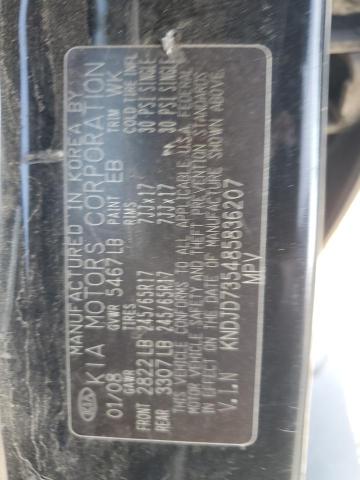 MANUFACTURED IN KOREA BY
KIA KIA MOTORS CORPORATION
01/08 GVWR 5467 LB PAINT EB TRIM WK
GAWR TIRES RIMS COLD TIRE INFL
FRONT 2822 LB 245/65R17 7JJx17 30 PSI SINGLE
REAR 3307 LB 245/65R17 7JJx17 30 PSI SINGLE
THIS VEHICLE CONFORMS TO ALL APPLICABLE U.S.A. FEDERAL
MOTOR VEHICLE SAFETY AND THEFT PREVENTION STANDARDS
IN EFFECT ON THE DATE OF MANUFACTURE SHOWN ABOVE.
V.I.N KNDJD735485836207
MPV